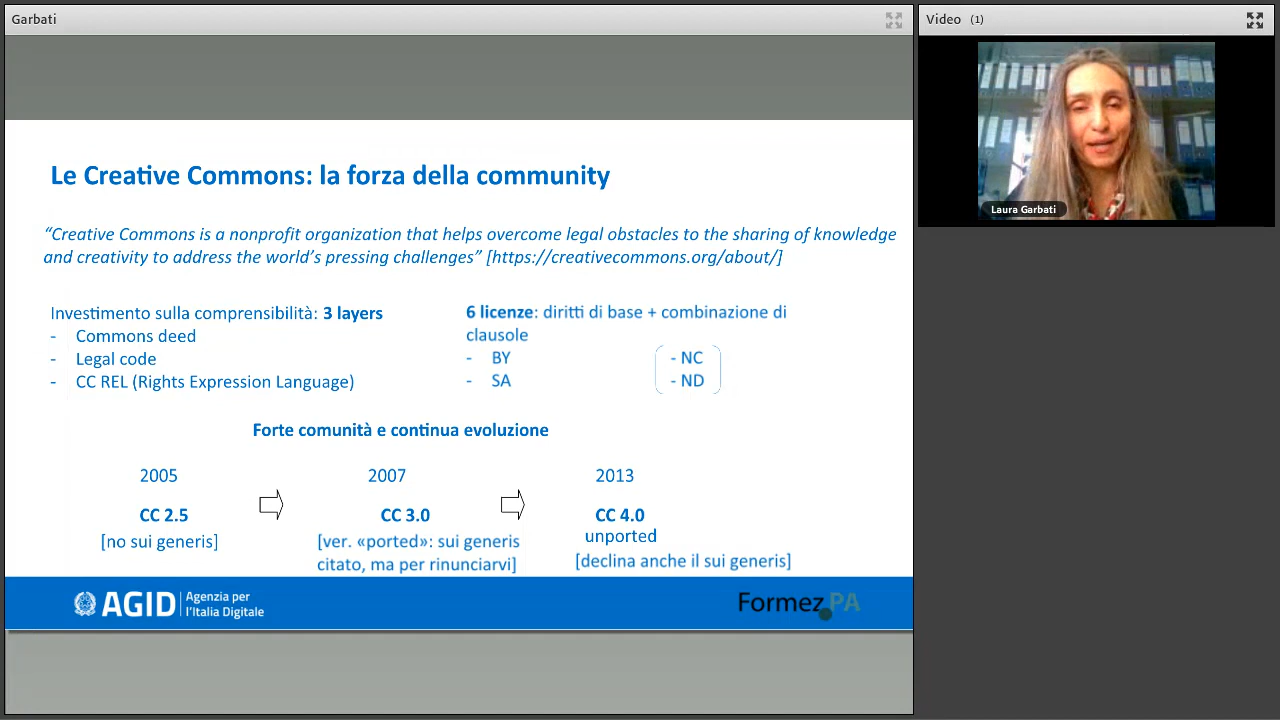 Garbati
Video (1)
Laura Garbati
Le Creative Commons: la forza della community
“Creative Commons is a nonprofit organization that helps overcome legal obstacles to the sharing of knowledge
and creativity to address the world’s pressing challenges” [https://creativecommons.org/about/]
Investimento sulla comprensibilità: 3 layers
- Commons deed
- Legal code
- CC REL (Rights Expression Language)
6 licenze: diritti di base + combinazione di
clausole
- BY
- SA
- NC
- ND
Forte comunità e continua evoluzione
2005
CC 2.5
[no sui generis]
2007
CC 3.0
[ver. «ported»: sui generis
citato, ma per rinunciarvi]
2013
CC 4.0
unported
[declina anche il sui generis]
AGID
Agenzia per
l’Italia Digitale
Formez PA